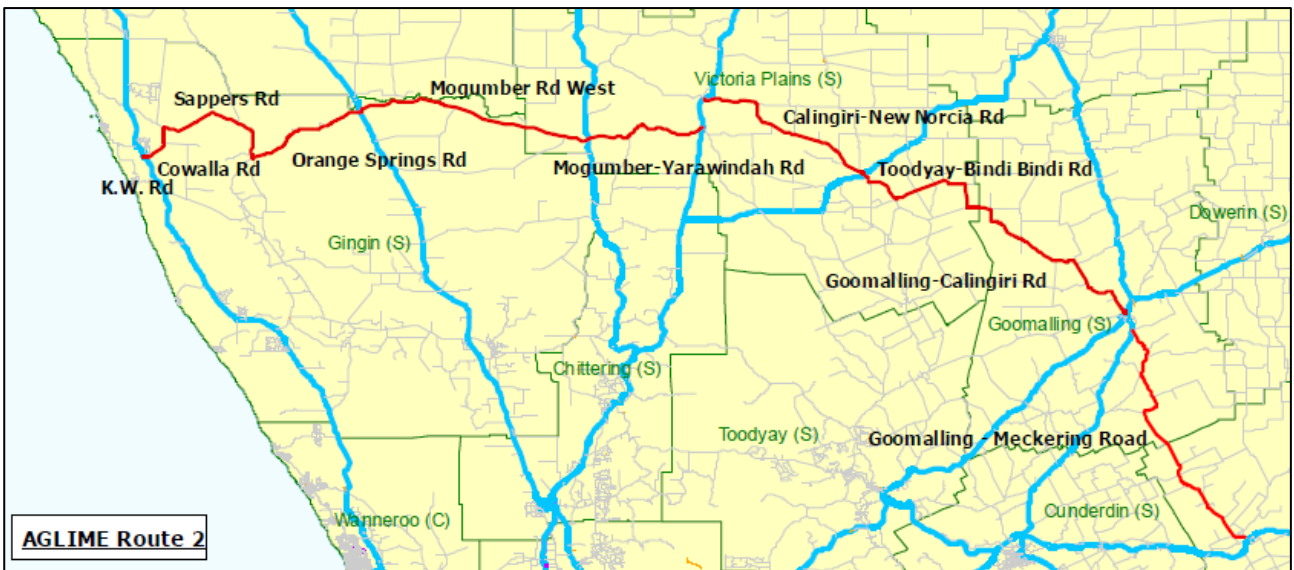 Victoria Plains (S)
Mogumber Rd West
Sappers Rd
Calingiri-New Norcia Rd
Orange Springs Rd
Cowalla Rd
Mogumber-Yarawindah Rd
Toodyay-Bindi Bindi Rd
K.W. Rd
Dowerin (S)
Gingin (S)
Goomalling-Calingiri Rd
Goomalling (S)
Chittering (S)
Toodyay (S)
Goomalling - Meckering Road
Cunderdin (S)
Wanneroo (C)
AGLIME Route 2